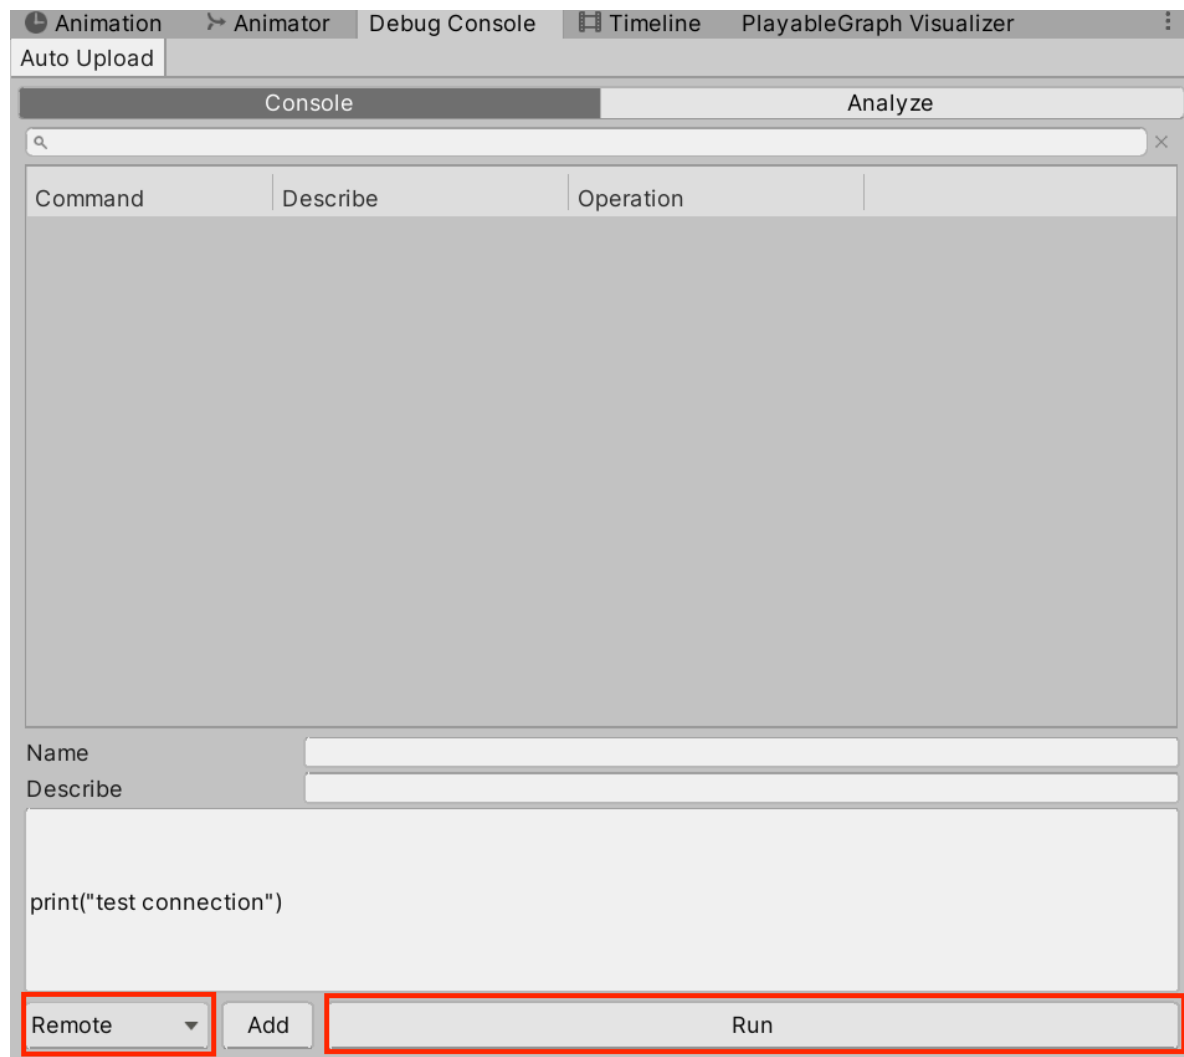 Animation Animator Debug Console Timeline PlayableGraph Visualizer
Auto Upload
Console Analyze
Command Describe Operation
Name
Describe
print("test connection")
Remote Add Run